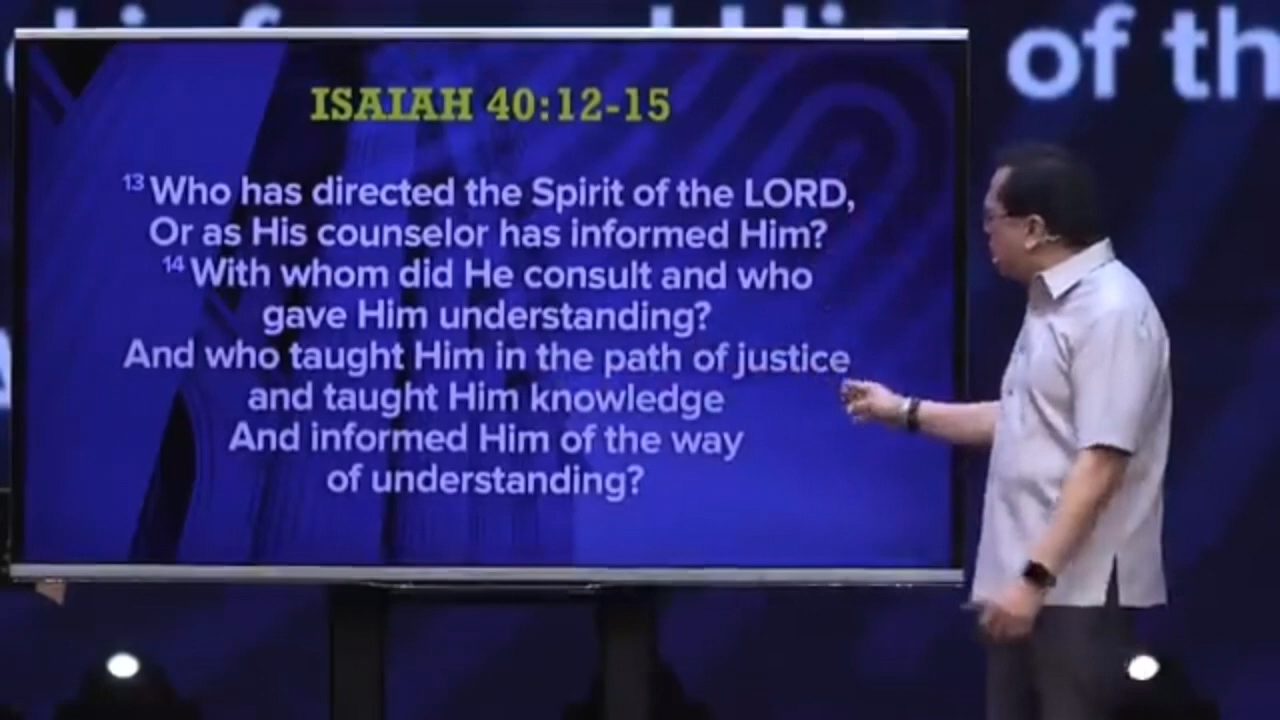 of th
ISAIAH 40:12-15
13 Who has directed the Spirit of the LORD,
Or as His counselor has informed Him?
14 With whom did He consult and who
gave Him understanding?
And who taught Him in the path of justice
and taught Him knowledge
And informed Him of the way
of understanding?